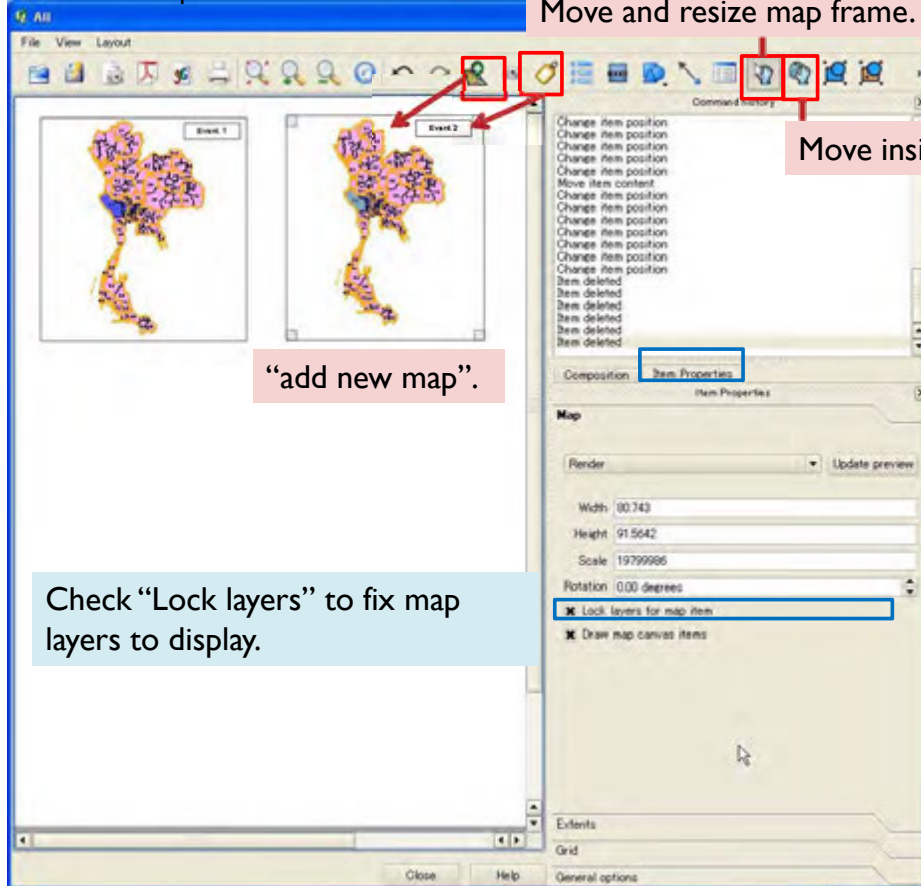 Move and resize map frame.
All
File View Layout
Command history
Change item position
Change item position
Change item position
Change item position
Change item position
Move item content
Change item position
Change item position
Change item position
Change item position
Change item position
Change item position
Change item position
Item deleted
Item deleted
Item deleted
Item deleted
Item deleted
Item deleted
Move insi
Event 1
Event 2
“add new map”.
Composition Item Properties
Item Properties
Map
Render Update preview
Width 80.743
Height 91.5642
Scale 19799986
Rotation 0.00 degrees
Lock layers for map item
Draw map canvas items
Check “Lock layers” to fix map
layers to display.
Extents
Grid
General options
Close Help